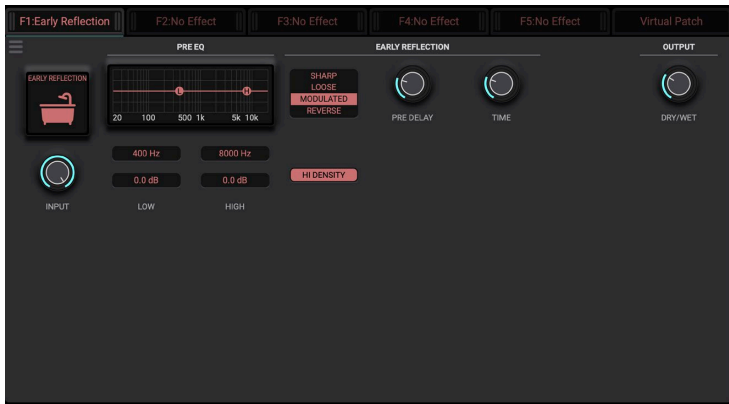 F1:Early Reflection F2:No Effect F3:No Effect F4:No Effect F5:No Effect Virtual Patch
PRE EQ EARLY REFLECTION OUTPUT
EARLY REFLECTION
L H
20 100 500 1k 5k 10k
SHARP
LOOSE
MODULATED
REVERSE
PRE DELAY TIME DRY/WET
400 Hz 8000 Hz
0.0 dB 0.0 dB
HI DENSITY
INPUT LOW HIGH